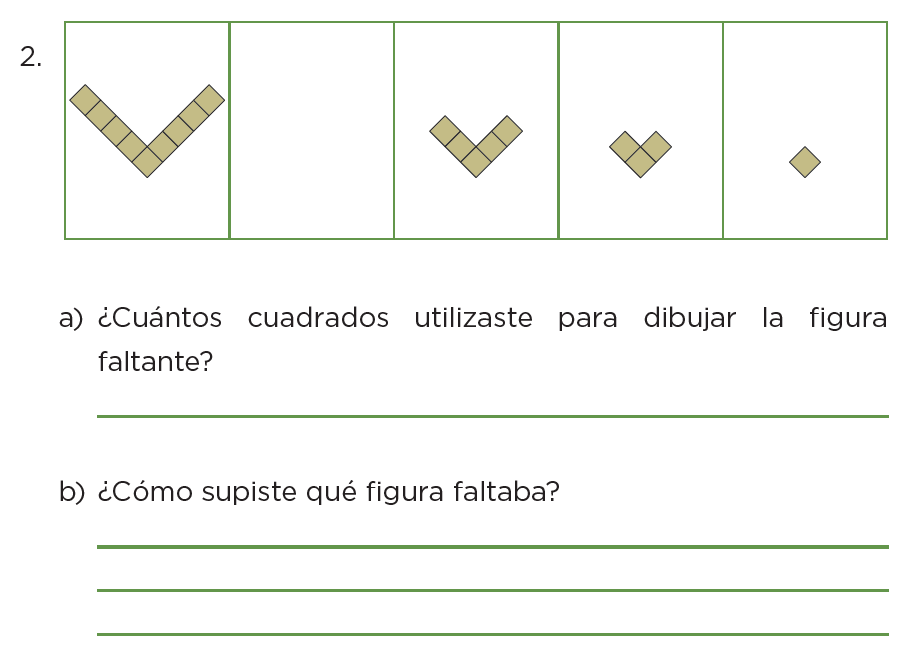 2.
a) ¿Cuántos cuadrados utilizaste para dibujar la figura
faltante?
b) ¿Cómo supiste qué figura faltaba?